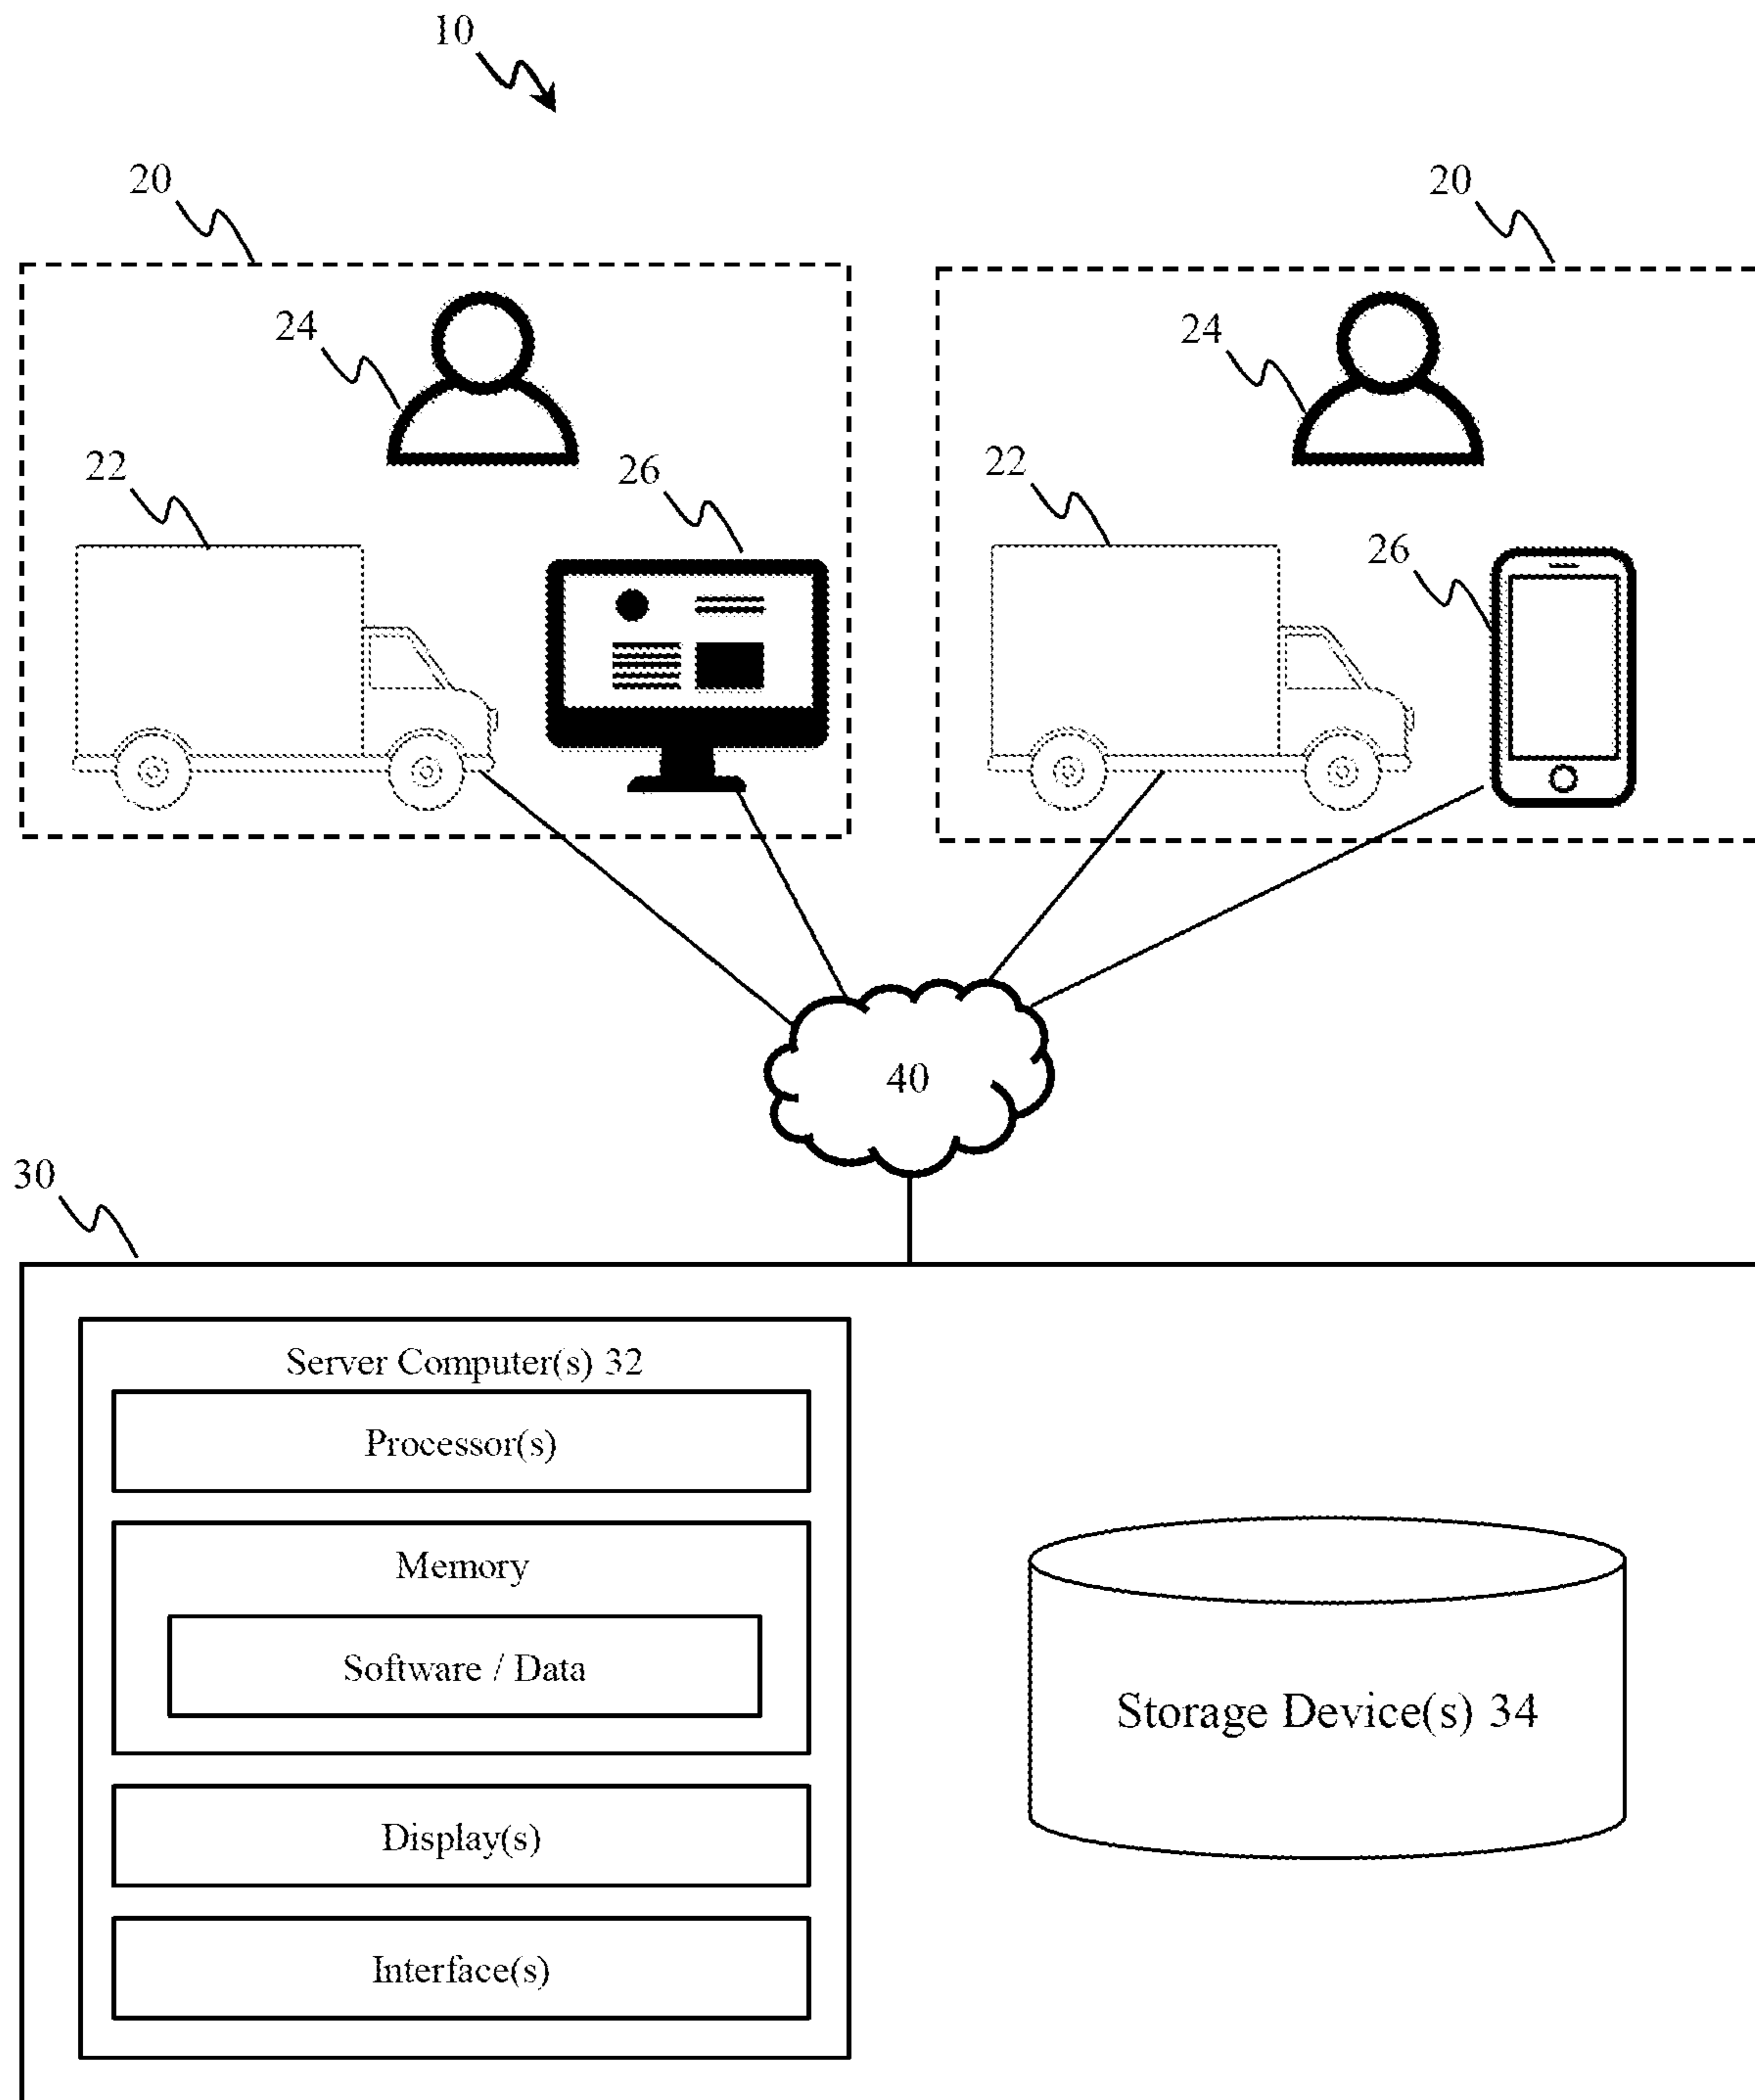 10
20
20
24
24
22
26
22
26
40
30
Server Computer(s) 32
Processor(s)
Memory
Software / Data
Storage Device(s) 34
Display(s)
Interface(s)